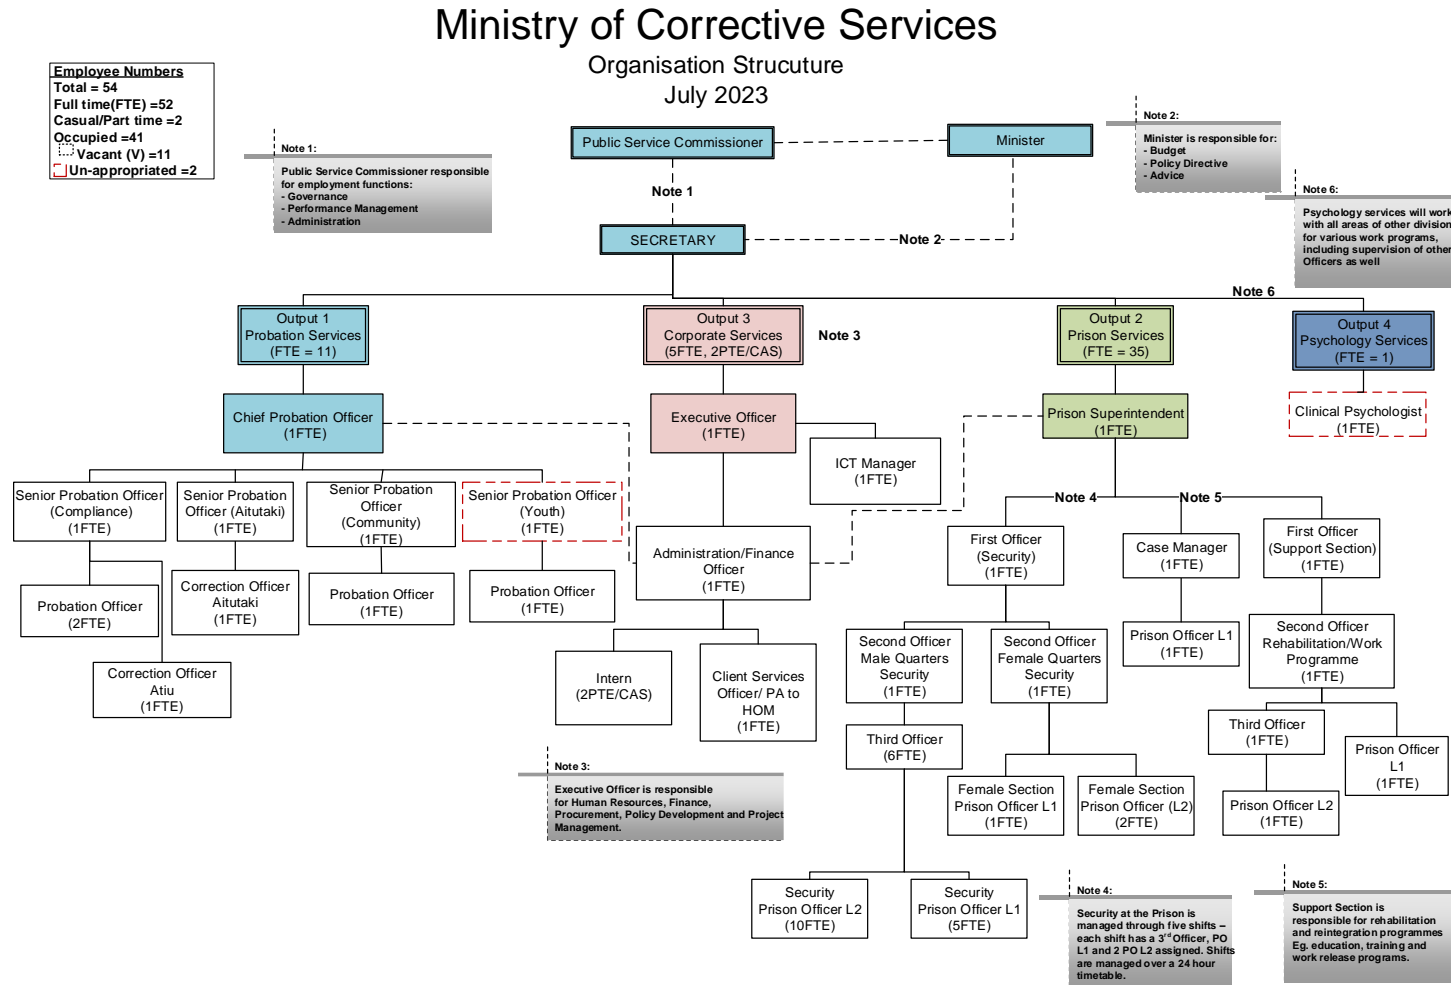 Ministry of Corrective Services
Organisation Strucuture
July 2023
Employee Numbers
Total = 54
Full time(FTE) =52
Casual/Part time =2
Occupied =41
Vacant (V) =11
Un-appropriated =2
Note 1:
Public Service Commissioner responsible
for employment functions:
- Governance
- Performance Management
- Administration
Public Service Commissioner
Minister
Note 2:
Minister is responsible for:
- Budget
- Policy Directive
- Advice
Note 6:
Psychology services will work
with all areas of other division
for various work programs,
including supervision of other
Officers as well
Note 1
SECRETARY
Note 2
Note 6
Output 1
Probation Services
(FTE = 11)
Output 3
Corporate Services
(5FTE, 2PTE/CAS)
Note 3
Output 2
Prison Services
(FTE = 35)
Output 4
Psychology Services
(FTE = 1)
Chief Probation Officer
(1FTE)
Executive Officer
(1FTE)
Prison Superintendent
(1FTE)
Clinical Psychologist
(1FTE)
ICT Manager
(1FTE)
Senior Probation Officer
(Compliance)
(1FTE)
Senior Probation
Officer (Aitutaki)
(1FTE)
Senior Probation
Officer
(Community)
(1FTE)
Senior Probation Officer
(Youth)
(1FTE)
Note 4
Note 5
Administration/Finance
Officer
(1FTE)
First Officer
(Security)
(1FTE)
Case Manager
(1FTE)
First Officer
(Support Section)
(1FTE)
Probation Officer
(2FTE)
Correction Officer
Aitutaki
(1FTE)
Probation Officer
(1FTE)
Probation Officer
(1FTE)
Correction Officer
Atiu
(1FTE)
Intern
(2PTE/CAS)
Client Services
Officer/ PA to
HOM
(1FTE)
Second Officer
Male Quarters
Security
(1FTE)
Second Officer
Female Quarters
Security
(1FTE)
Prison Officer L1
(1FTE)
Second Officer
Rehabilitation/Work
Programme
(1FTE)
Third Officer
(6FTE)
Third Officer
(1FTE)
Prison Officer
L1
(1FTE)
Female Section
Prison Officer L1
(1FTE)
Female Section
Prison Officer (L2)
(2FTE)
Prison Officer L2
(1FTE)
Note 3:
Executive Officer is responsible
for Human Resources, Finance,
Procurement, Policy Development and Project
Management.
Security
Prison Officer L2
(10FTE)
Security
Prison Officer L1
(5FTE)
Note 4:
Security at the Prison is
managed through five shifts –
each shift has a 3rd Officer, PO
L1 and 2 PO L2 assigned. Shifts
are managed over a 24 hour
timetable.
Note 5:
Support Section is
responsible for rehabilitation
and reintegration programmes
Eg. education, training and
work release programs.